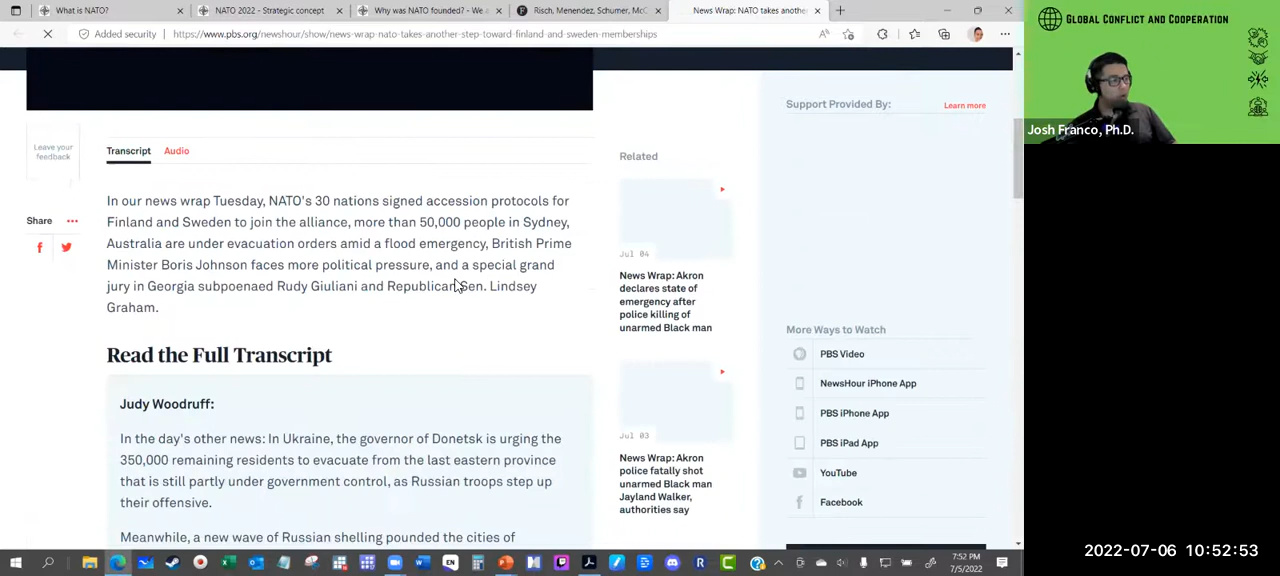 What is NATO?
NATO 2022 - Strategic concept
Why was NATO founded? - We a
Risch, Menendez, Schumer, McC
News Wrap: NATO takes anothe
Added security
https://www.pbs.org/newshour/show/news-wrap-nato-takes-another-step-toward-finland-and-sweden-memberships
GLOBAL CONFLICT AND COOPERATION
Josh Franco, Ph.D.
Leave your
feedback
Share
Transcript
Audio
In our news wrap Tuesday, NATO's 30 nations signed accession protocols for
Finland and Sweden to join the alliance, more than 50,000 people in Sydney,
Australia are under evacuation orders amid a flood emergency, British Prime
Minister Boris Johnson faces more political pressure, and a special grand
jury in Georgia subpoenaed Rudy Giuliani and Republican Sen. Lindsey
Graham.
Read the Full Transcript
Judy Woodruff:
In the day's other news: In Ukraine, the governor of Donetsk is urging the
350,000 remaining residents to evacuate from the last eastern province
that is still partly under government control, as Russian troops step up
their offensive.
Meanwhile, a new wave of Russian shelling pounded the cities of
Related
Jul 04
News Wrap: Akron
declares state of
emergency after
police killing of
unarmed Black man
Jul 03
News Wrap: Akron
police fatally shot
unarmed Black man
Jayland Walker,
authorities say
Support Provided By:
Learn more
More Ways to Watch
PBS Video
NewsHour iPhone App
PBS iPhone App
PBS iPad App
YouTube
Facebook
EN
7:52 PM
7/5/2022
2022-07-06 10:52:53